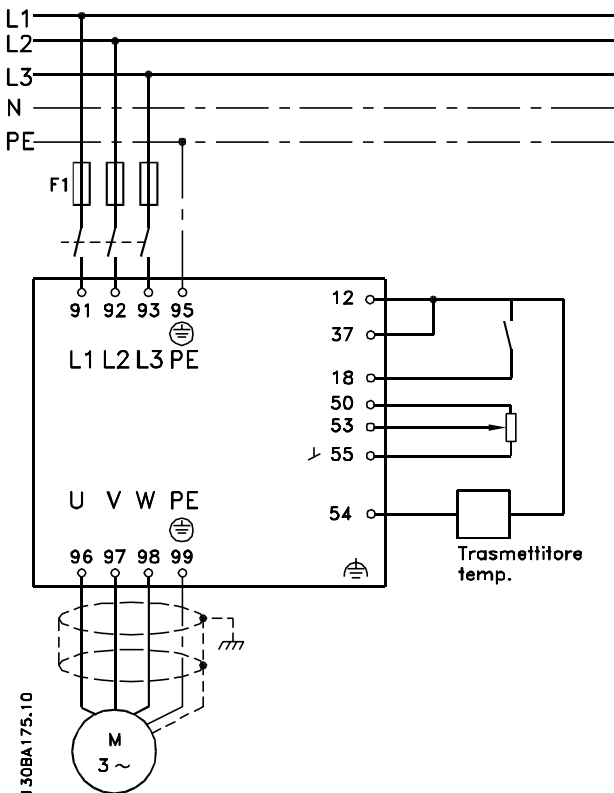 L1
L2
L3
N
PE
F1
91 92 93 95
L1 L2 L3 PE
12
37
18
50
53
55
54
U V W PE
96 97 98 99
Trasmettitore
temp.
M
3 ~
130BA175.10